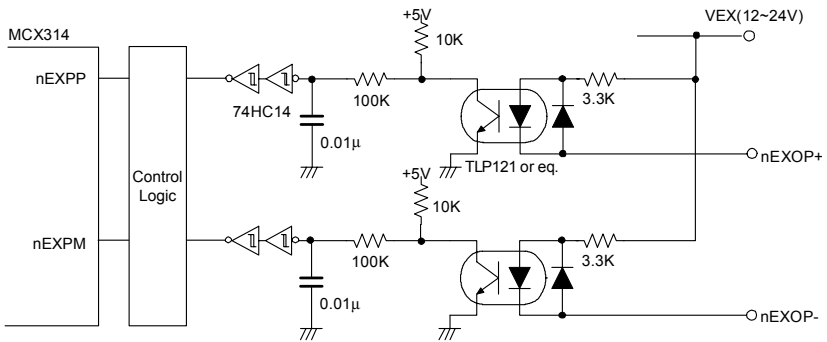 +5V
VEX(12~24V)
MCX314
10K
nEXPP
74HC14
100K
3.3K
0.01μ
nEXOP+
TLP121 or eq.
Control
Logic
+5V
10K
nEXPM
100K
3.3K
0.01μ
nEXOP-